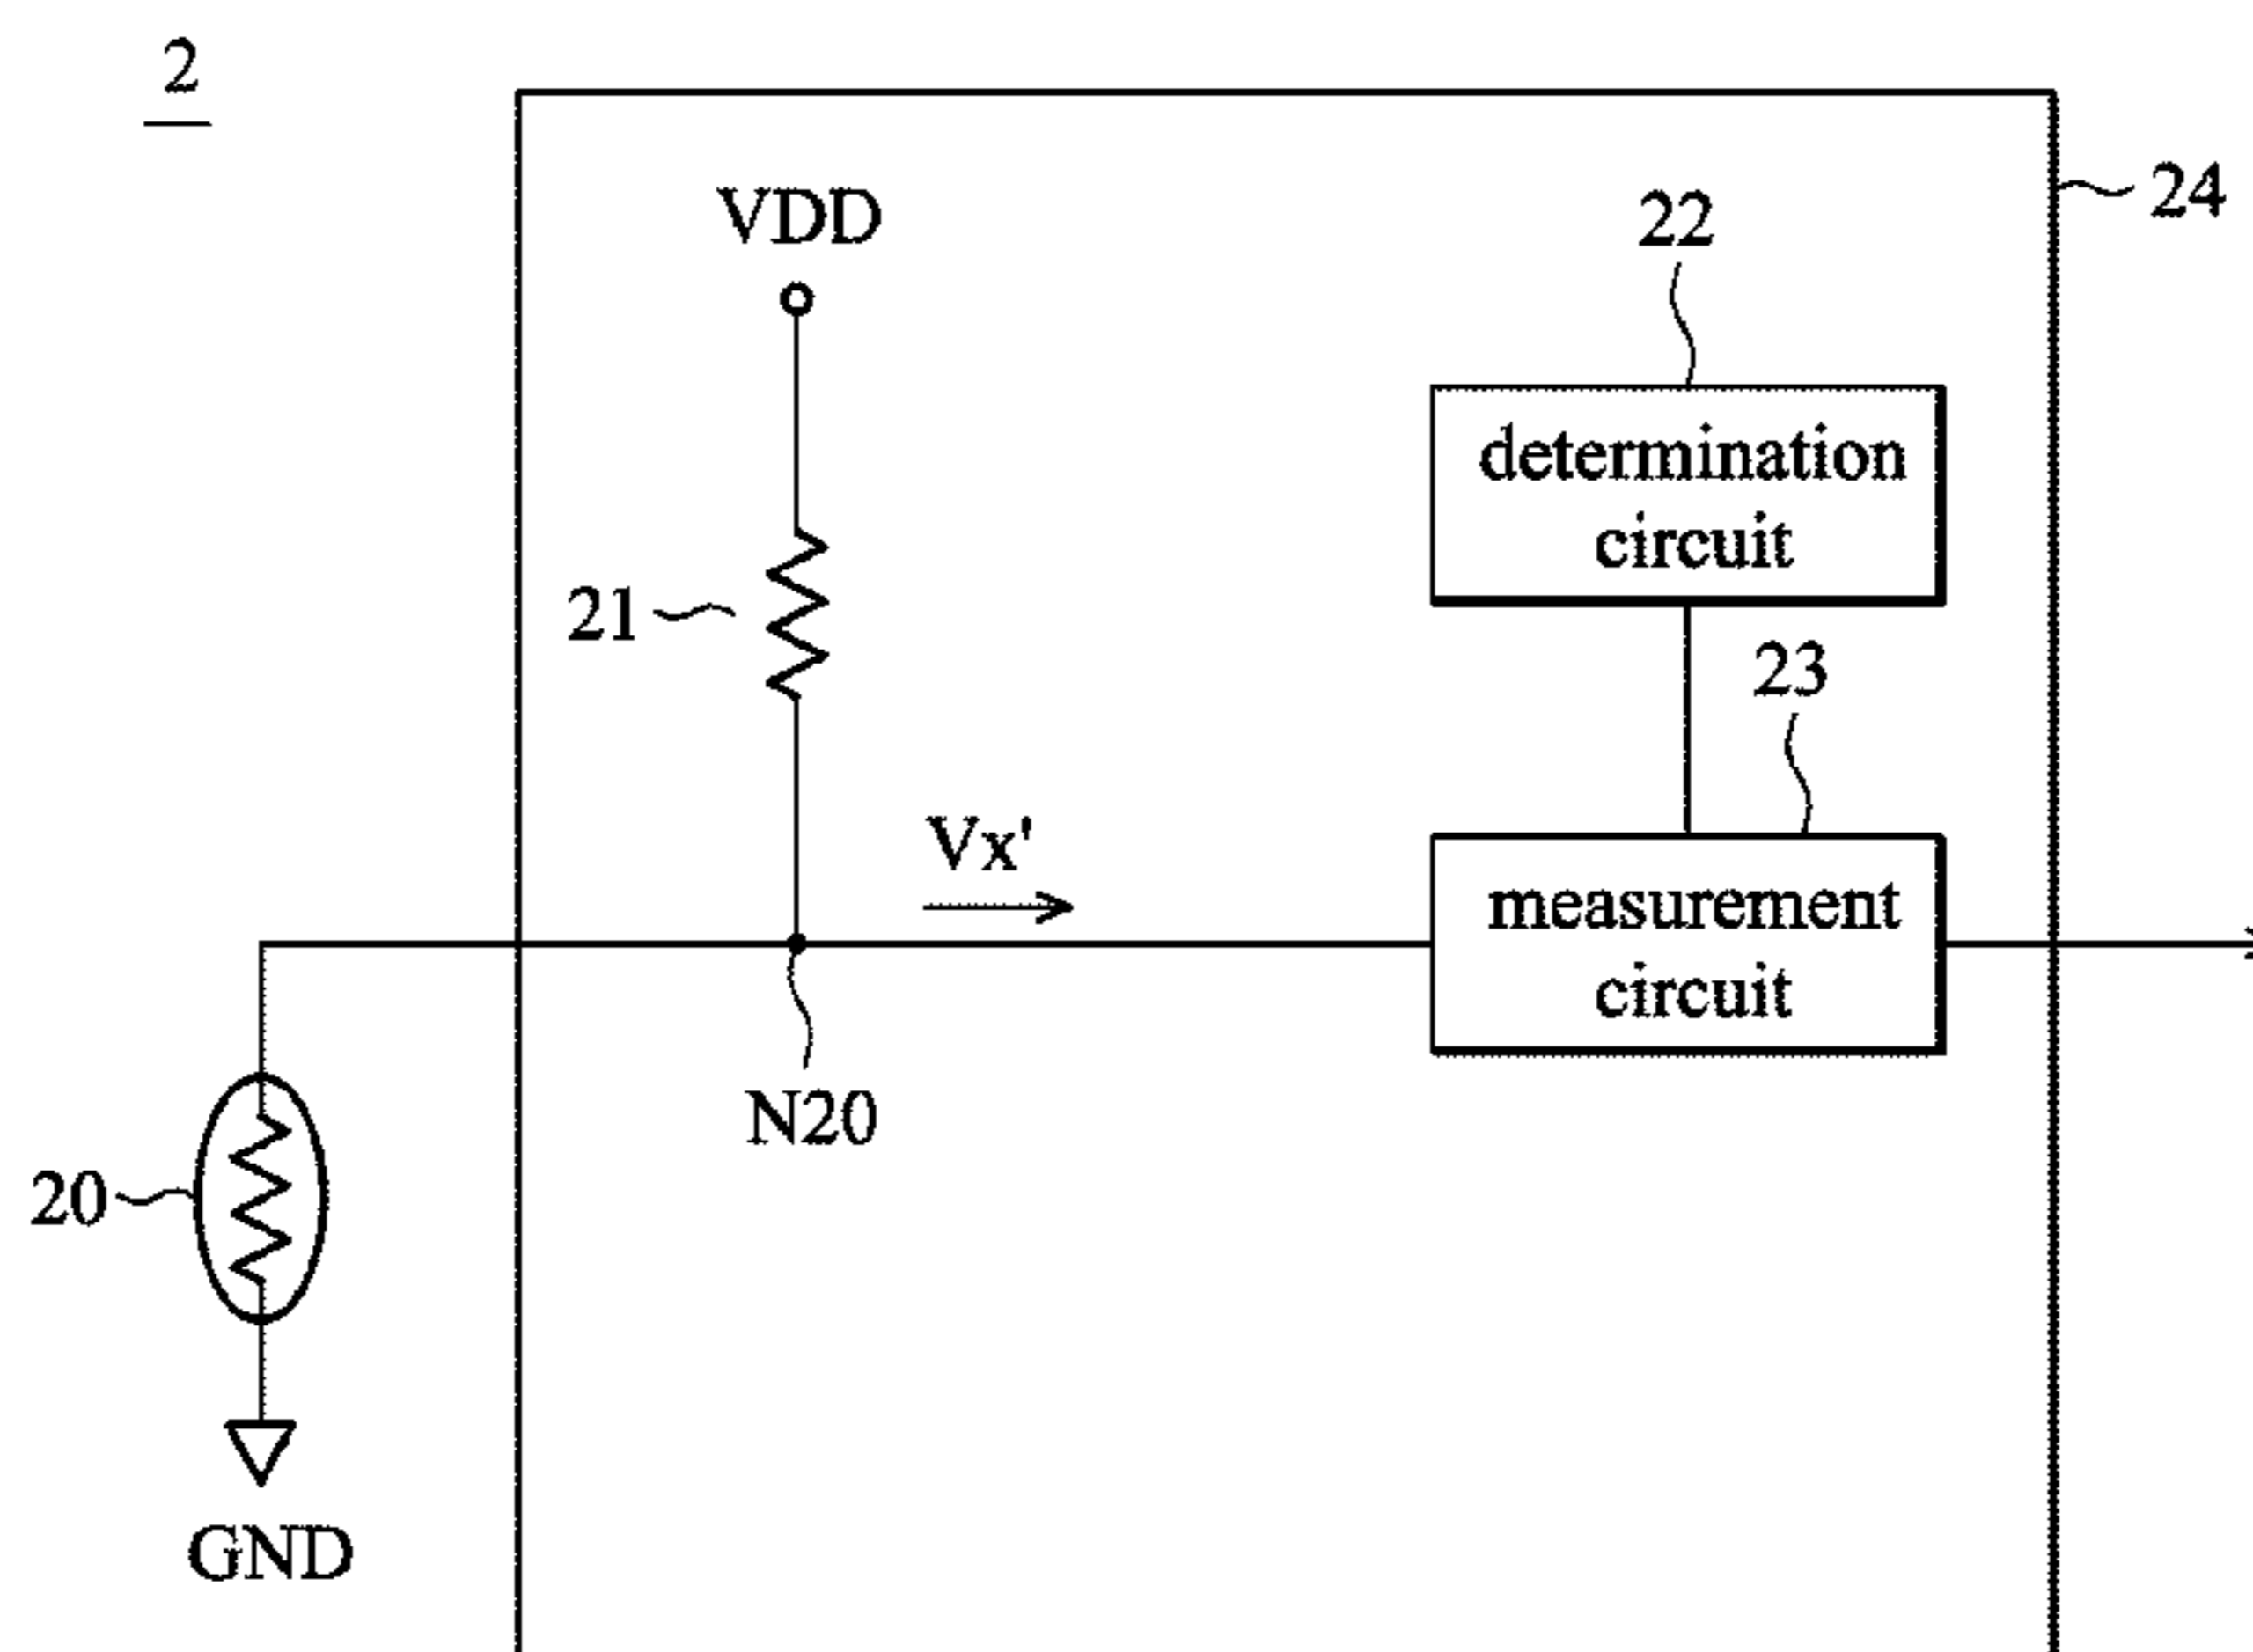 2
24
VDD
22
determination
circuit
21
23
Vx'
measurement
circuit
N20
20
GND